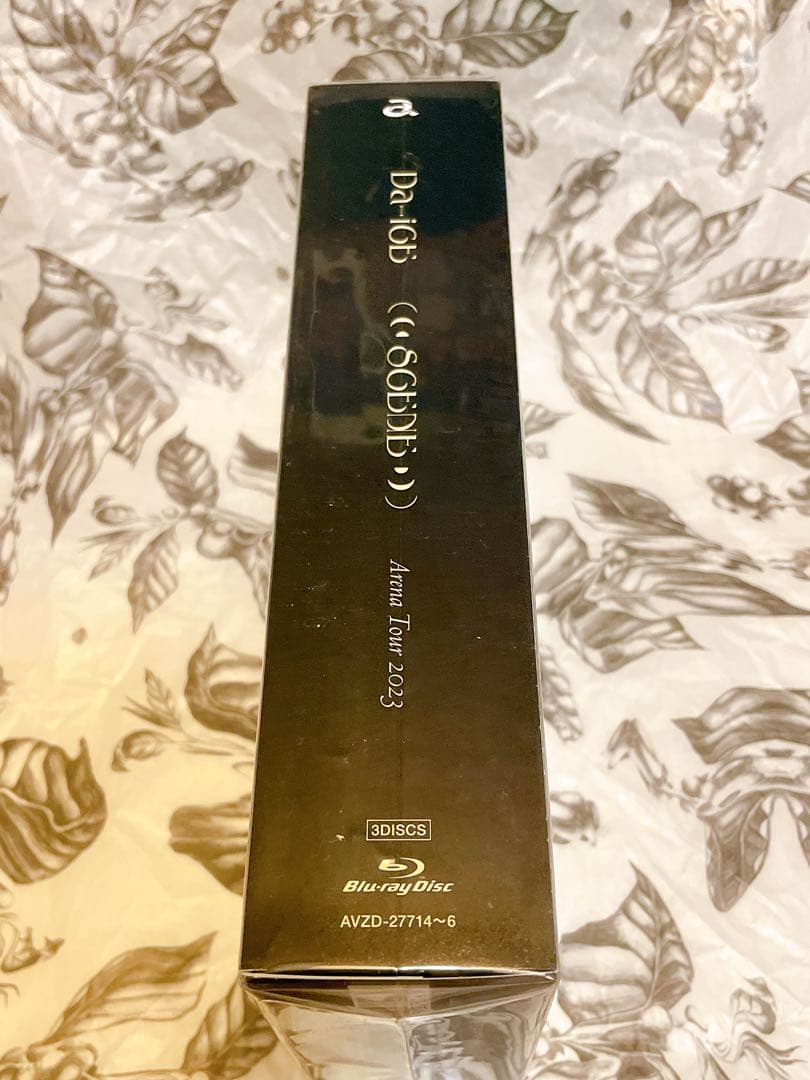 a
Da-iCE
SCENE
Arena Tour 2023
3DISCS
Blu-ray Disc
AVZD-27714～6